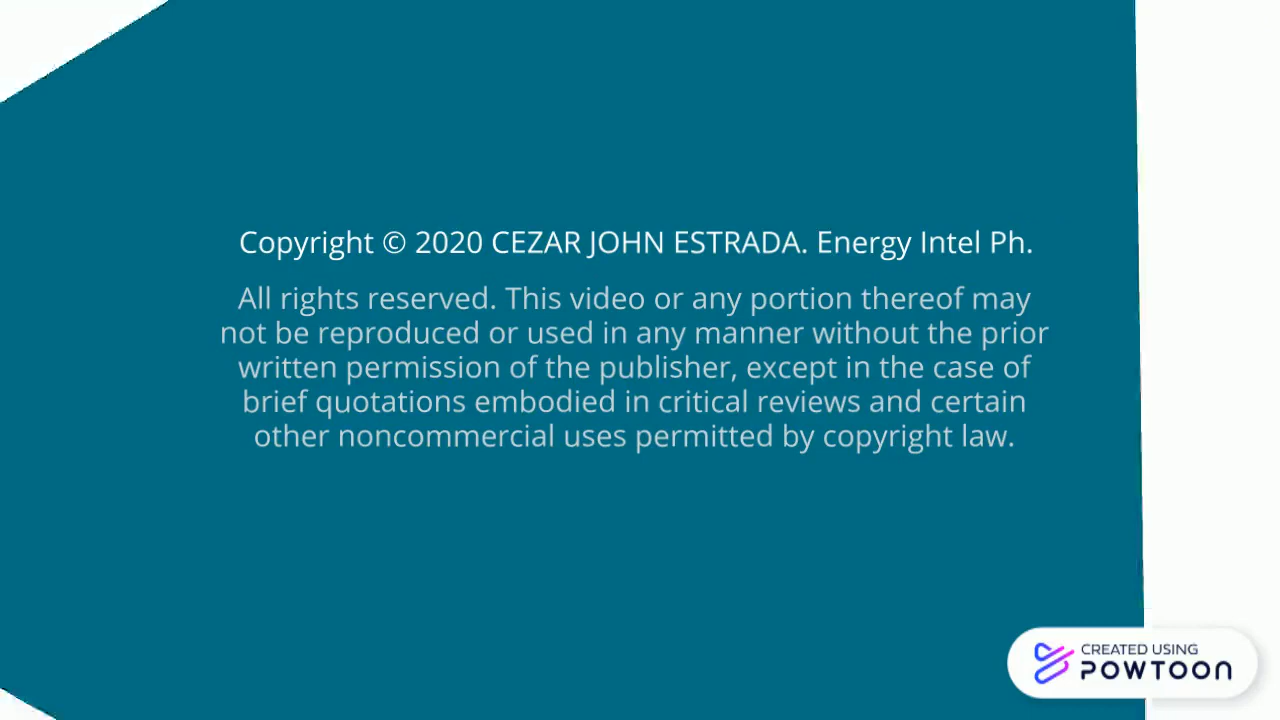 Copyright © 2020 CEZAR JOHN ESTRADA. Energy Intel Ph.
All rights reserved. This video or any portion thereof may
not be reproduced or used in any manner without the prior
written permission of the publisher, except in the case of
brief quotations embodied in critical reviews and certain
other noncommercial uses permitted by copyright law.
CREATED USING
POWTOON